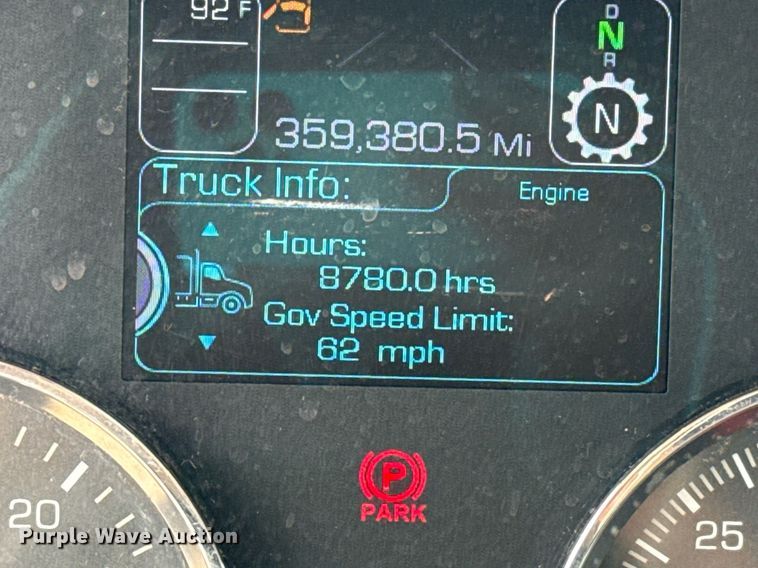 92 F
D
N
R
N
359,380.5 Mi
Truck Info:
Engine
Hours:
8780.0 hrs
Gov Speed Limit:
62 mph
P
PARK
20
25
Purple Wave Auction